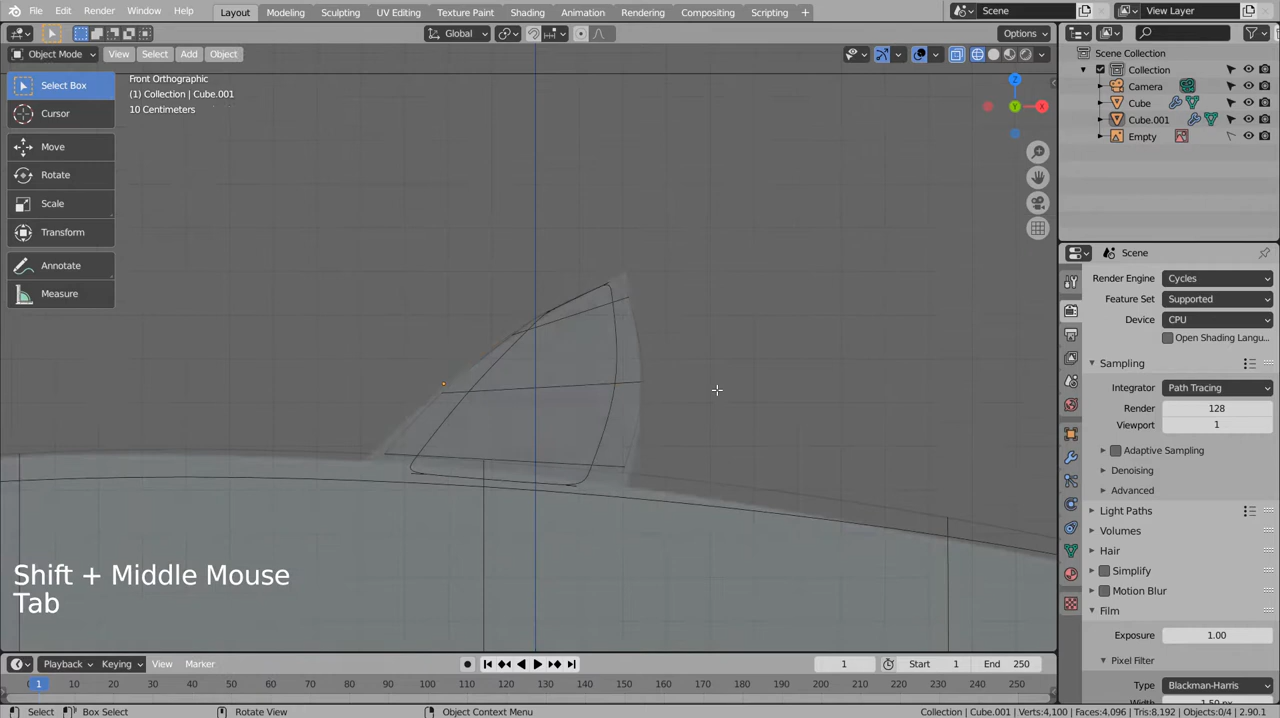 File Edit Render Window Help Layout Modeling Sculpting UV Editing Texture Paint Shading Animation Rendering Compositing Scripting + Scene View Layer
Global Options
Object Mode View Select Add Object
Select Box
Cursor
Move
Rotate
Scale
Transform
Annotate
Measure
Front Orthographic
(1) Collection | Cube.001
10 Centimeters
Z
Y
X
Shift + Middle Mouse
Tab
Scene Collection
Collection
Camera
Cube
Cube.001
Empty
Scene
Render Engine Cycles
Feature Set Supported
Device CPU
Open Shading Langu...
Sampling
Integrator Path Tracing
Render 128
Viewport 1
Adaptive Sampling
Denoising
Advanced
Light Paths
Volumes
Hair
Simplify
Motion Blur
Film
Exposure 1.00
Pixel Filter
Type Blackman-Harris
Width 1.50 px
Playback Keying View Marker 1 Start 1 End 250
1 10 20 30 40 50 60 70 80 90 100 110 120 130 140 150 160 170 180 190 200 210 220 230 240 250
Select Box Select Rotate View Object Context Menu Collection | Cube.001 | Verts:4,100 | Faces:4,096 | Tris:8,192 | Objects:0/4 | 2.90.1